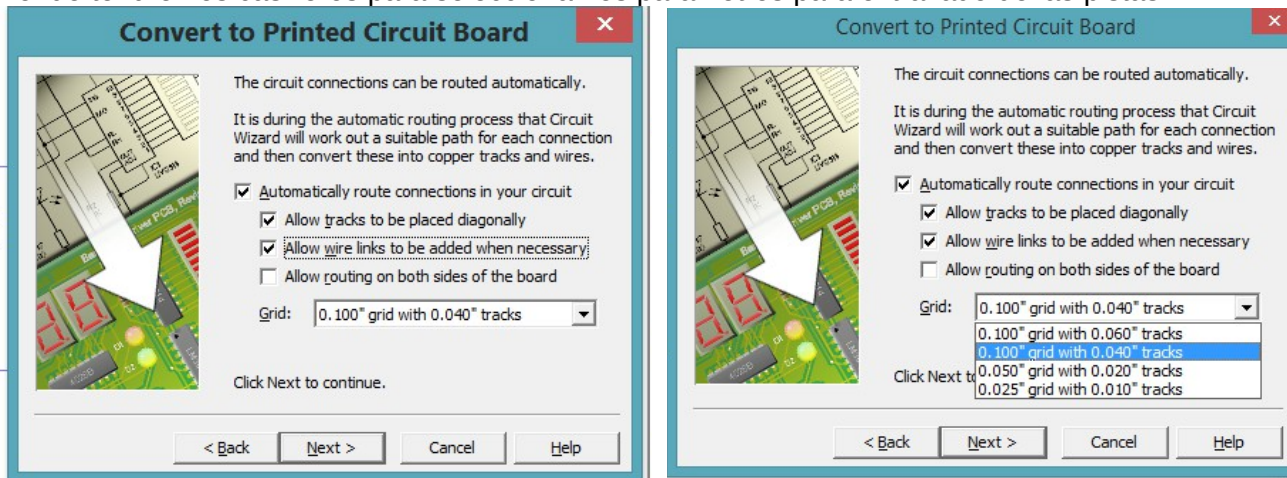 Convert to Printed Circuit Board
The circuit connections can be routed automatically.
It is during the automatic routing process that Circuit
Wizard will work out a suitable path for each connection
and then convert these into copper tracks and wires.
Automatically route connections in your circuit
Allow tracks to be placed diagonally
Allow wire links to be added when necessary
Allow routing on both sides of the board
Grid: 0.100" grid with 0.040" tracks
Click Next to continue.
< Back Next > Cancel Help
Convert to Printed Circuit Board
The circuit connections can be routed automatically.
It is during the automatic routing process that Circuit
Wizard will work out a suitable path for each connection
and then convert these into copper tracks and wires.
Automatically route connections in your circuit
Allow tracks to be placed diagonally
Allow wire links to be added when necessary
Allow routing on both sides of the board
Grid: 0.100" grid with 0.040" tracks
0.100" grid with 0.060" tracks
0.100" grid with 0.040" tracks
0.050" grid with 0.020" tracks
0.025" grid with 0.010" tracks
Click Next
< Back Next > Cancel Help